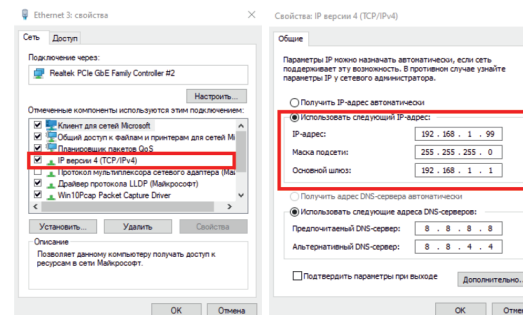 Ethernet 3: свойства
Сеть
Доступ
Подключение через:
Realtek PCIe GbE Family Controller #2
Настроить...
Отмеченные компоненты используются этим подключением:
Клиент для сетей Microsoft
Общий доступ к файлам и принтерам для сетей Mi
Планировщик пакетов QoS
IP версии 4 (TCP/IPv4)
Протокол мультиплексора сетевого адаптера (Май
Драйвер протокола LLDP (Майкрософт)
Win10Pcap Packet Capture Driver
Установить...
Удалить
Свойства
Описание
Позволяет данному компьютеру получать доступ к
ресурсам в сети Майкрософт.
OK
Отмена
Свойства: IP версии 4 (TCP/IPv4)
Общие
Параметры IP можно назначать автоматически, если сеть
поддерживает эту возможность. В противном случае узнайте
параметры IP у сетевого администратора.
Получить IP-адрес автоматически
Использовать следующий IP-адрес:
IP-адрес:
192 . 168 . 1 . 99
Маска подсети:
255 . 255 . 255 . 0
Основной шлюз:
192 . 168 . 1 . 1
Получить адрес DNS-сервера автоматически
Использовать следующие адреса DNS-серверов:
Предпочитаемый DNS-сервер:
8 . 8 . 8 . 8
Альтернативный DNS-сервер:
8 . 8 . 4 . 4
Подтвердить параметры при выходе
Дополнительно...
OK
Отме